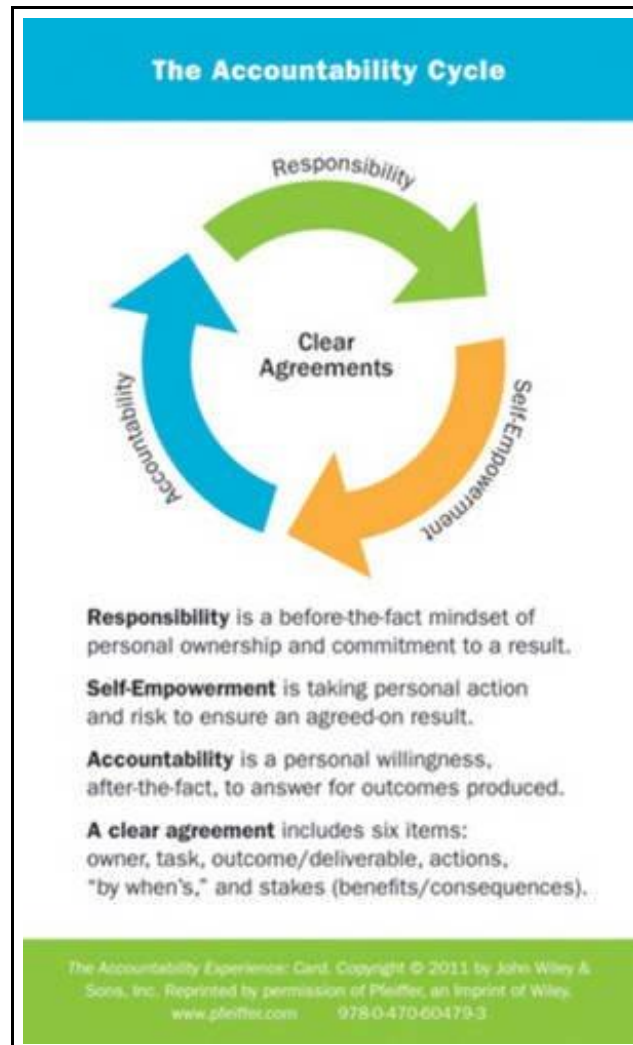 The Accountability Cycle
Responsibility
Clear
Agreements
Self-Empowerment
Accountability
Responsibility is a before-the-fact mindset of
personal ownership and commitment to a result.
Self-Empowerment is taking personal action
and risk to ensure an agreed-on result.
Accountability is a personal willingness,
after-the-fact, to answer for outcomes produced.
A clear agreement includes six items:
owner, task, outcome/deliverable, actions,
“by when’s,” and stakes (benefits/consequences).
The Accountability Experience: Card. Copyright © 2011 by John Wiley &
Sons, Inc. Reprinted by permission of Pfeiffer, an Imprint of Wiley.
www.pfeiffer.com 978-0-470-60479-3